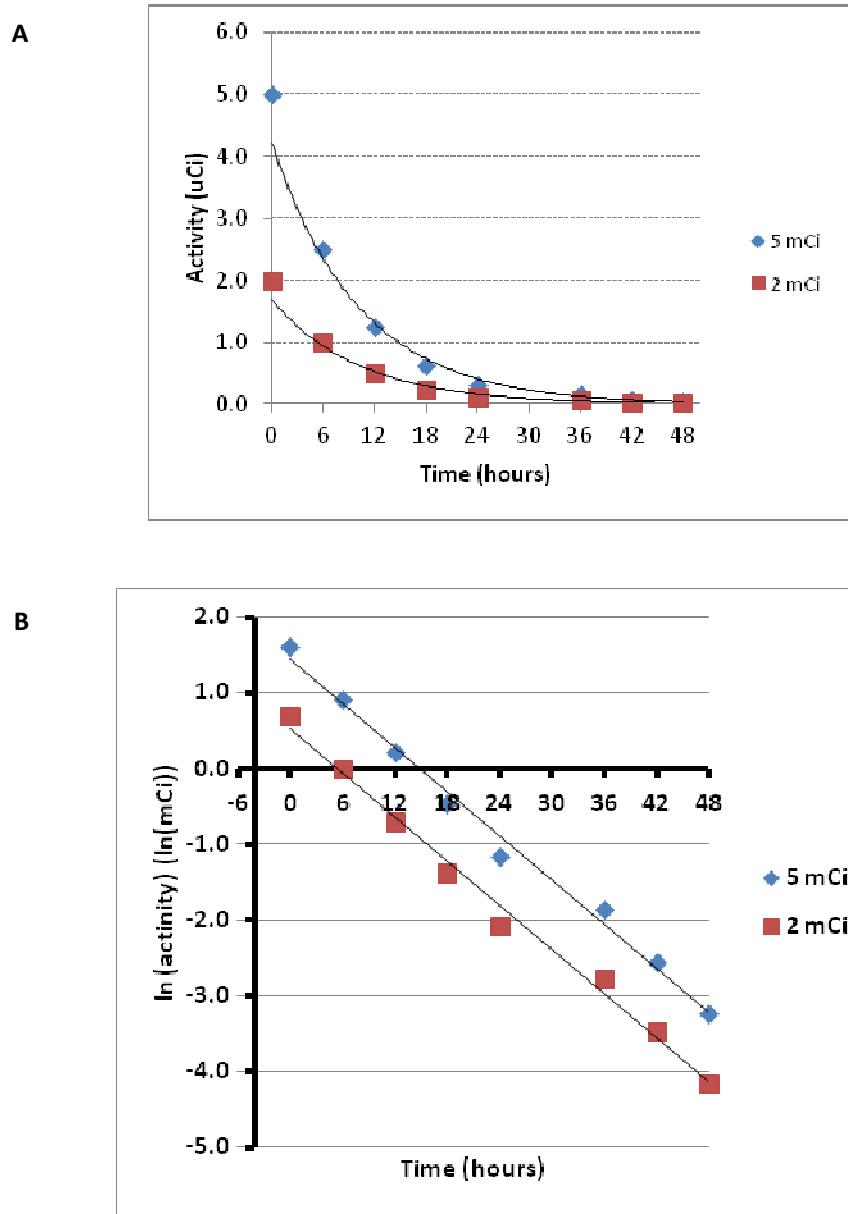 A
6.0
5.0
4.0
3.0
2.0
1.0
0.0
Activity (uCi)
0 6 12 18 24 30 36 42 48
Time (hours)
5 mCi
2 mCi
B
2.0
1.0
0.0
-1.0
-2.0
-3.0
-4.0
-5.0
ln (actinity) (ln(mCi))
-6 0 6 12 18 24 30 36 42 48
Time (hours)
5 mCi
2 mCi